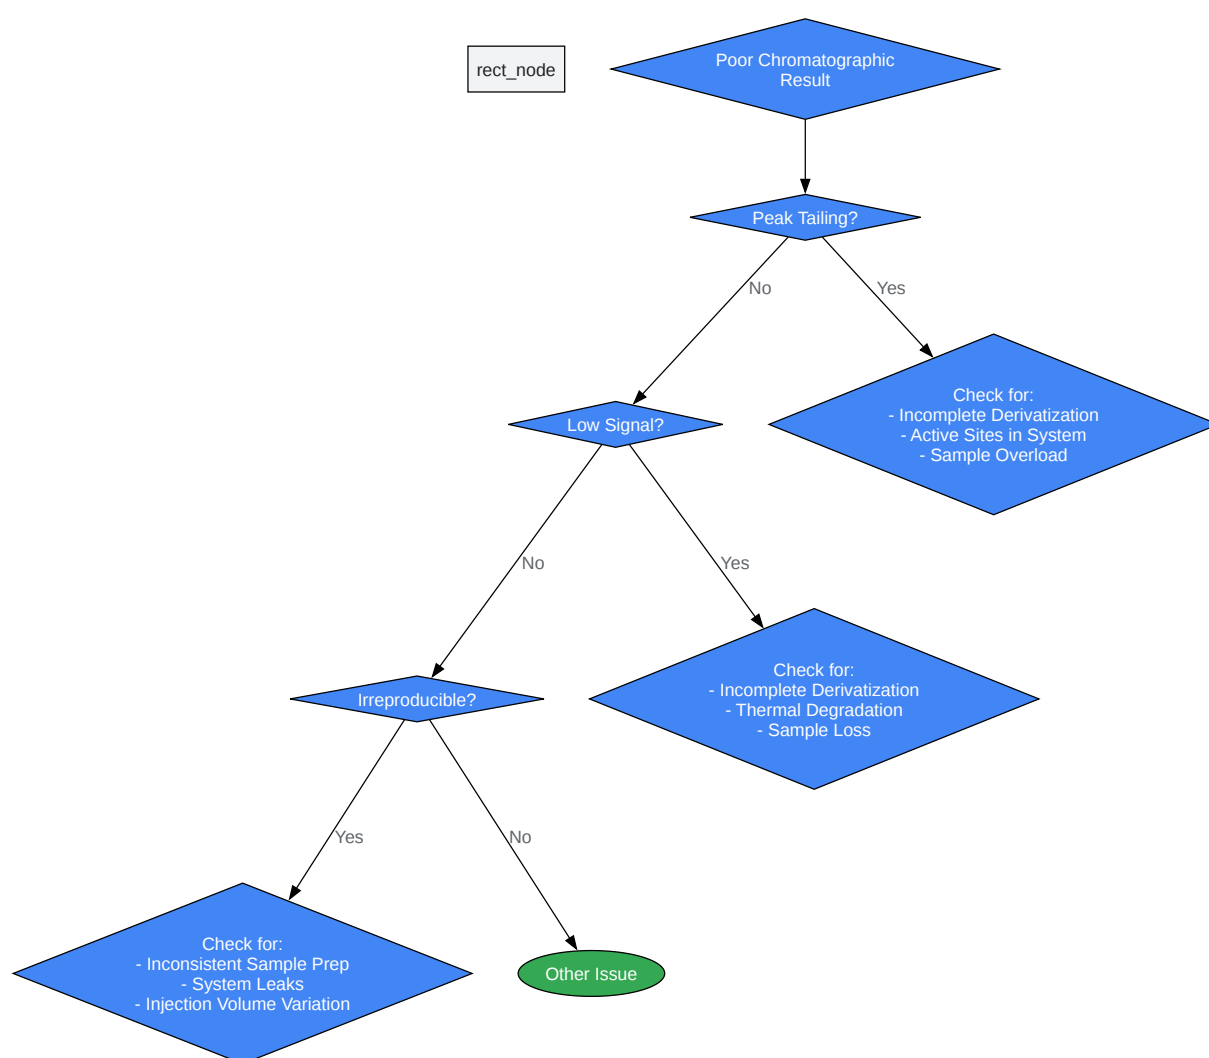 rect_node
Poor Chromatographic
Result
Peak Tailing?
No
Yes
Check for:
- Incomplete Derivatization
- Active Sites in System
- Sample Overload
Low Signal?
No
Yes
Check for:
- Incomplete Derivatization
- Thermal Degradation
- Sample Loss
Irreproducible?
Yes
No
Check for:
- Inconsistent Sample Prep
- System Leaks
- Injection Volume Variation
Other Issue